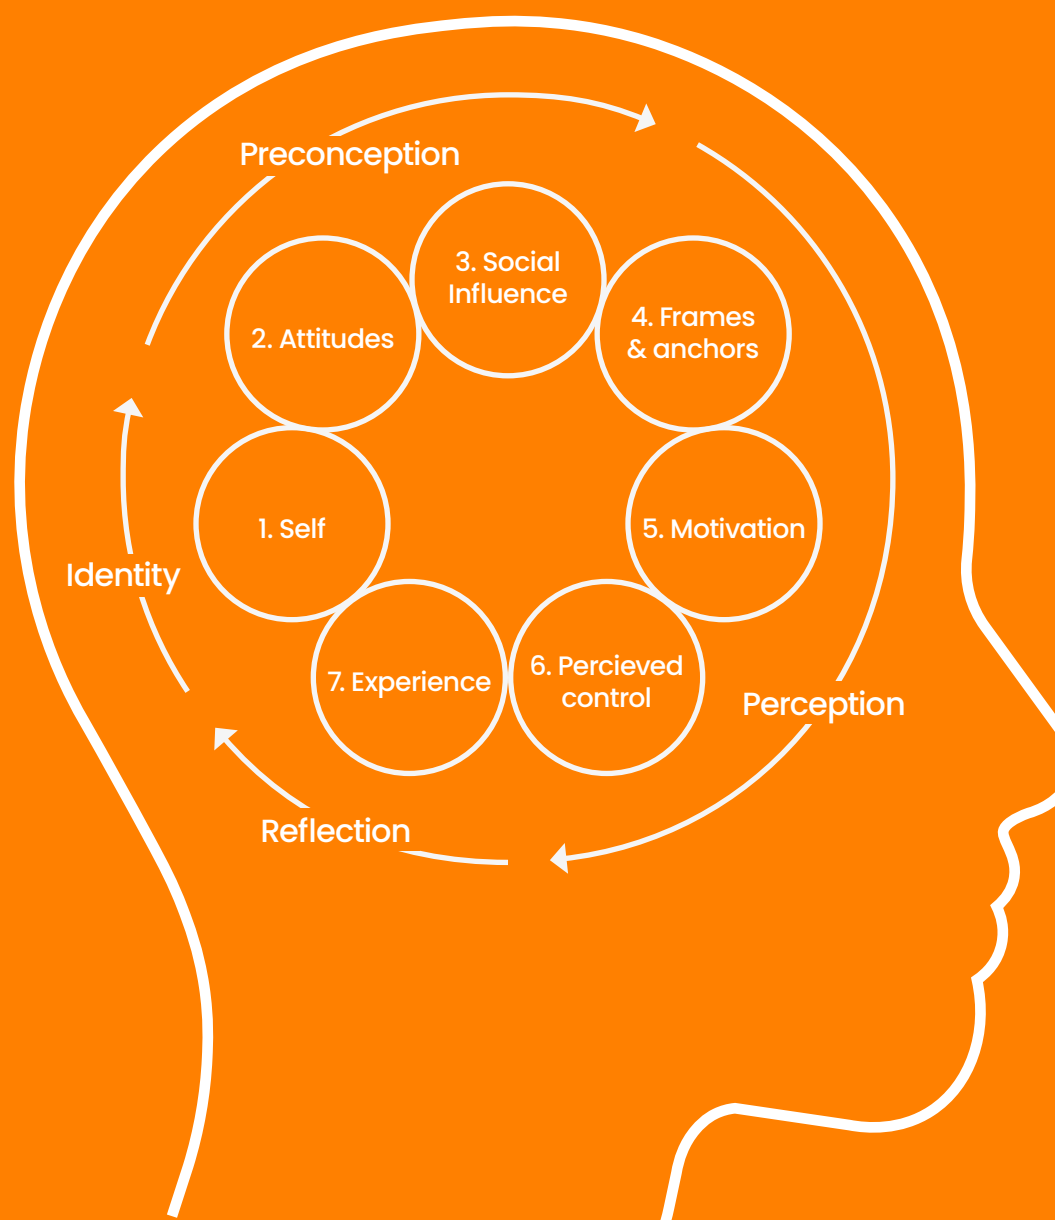 Preconception
3. Social
Influence
2. Attitudes
4. Frames
& anchors
1. Self
5. Motivation
Identity
7. Experience
6. Percieved
control
Perception
Reflection